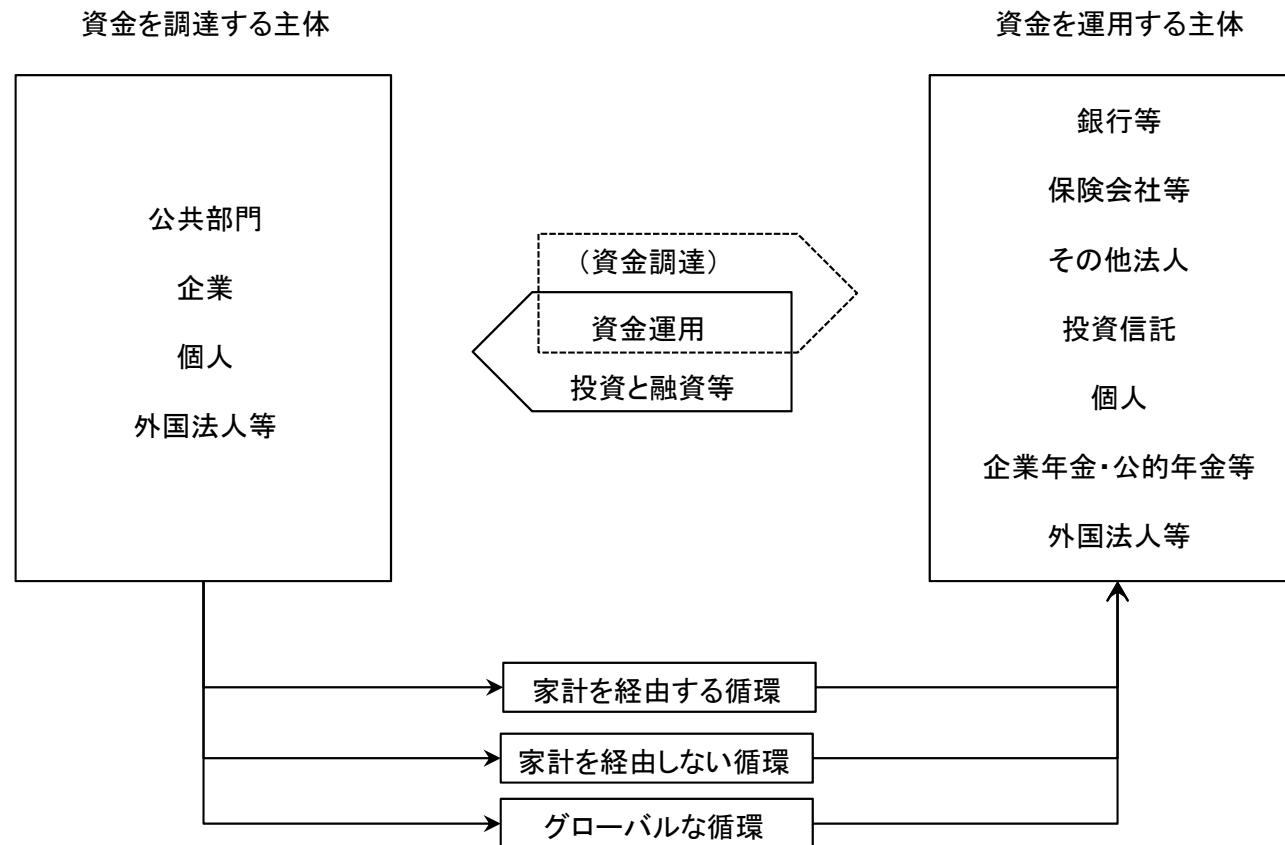 資金を調達する主体
資金を運用する主体
公共部門
企業
個人
外国法人等
（資金調達）
資金運用
投資と融資等
銀行等
保険会社等
その他法人
投資信託
個人
企業年金・公的年金等
外国法人等
家計を経由する循環
家計を経由しない循環
グローバルな循環